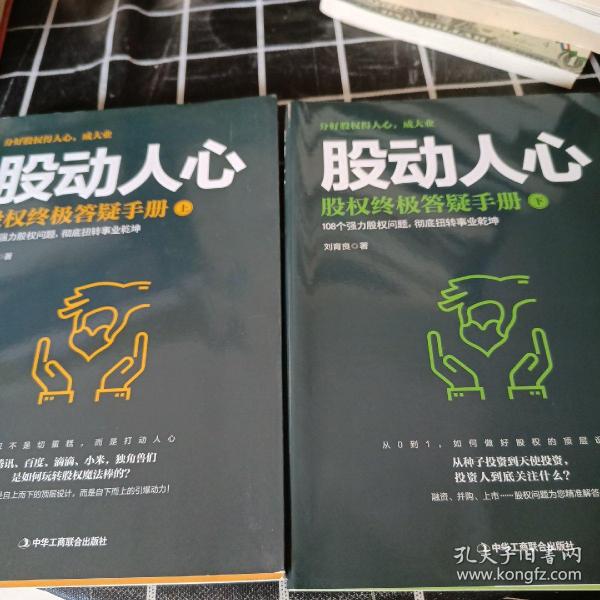 分好股权得人心，成大业
股动人心
股权终极答疑手册 上
强力股权问题，彻底扭转事业乾坤
著
不是切蛋糕，而是打动人心
腾讯、百度、滴滴、小米，独角兽们
是如何玩转股权魔法棒的？
是自上而下的顶层设计，而是自下而上的引爆动力！
中华工商联合出版社
分好股权得人心，成大业
股动人心
股权终极答疑手册 下
108个强力股权问题，彻底扭转事业乾坤
刘育良◎著
从0到1，如何做好股权的顶层设
从种子投资到天使投资，
投资人到底关注什么？
融资、并购、上市……股权问题为您精准解答
中华工商联合出版社
孔夫子旧书网
www.kongfz.com